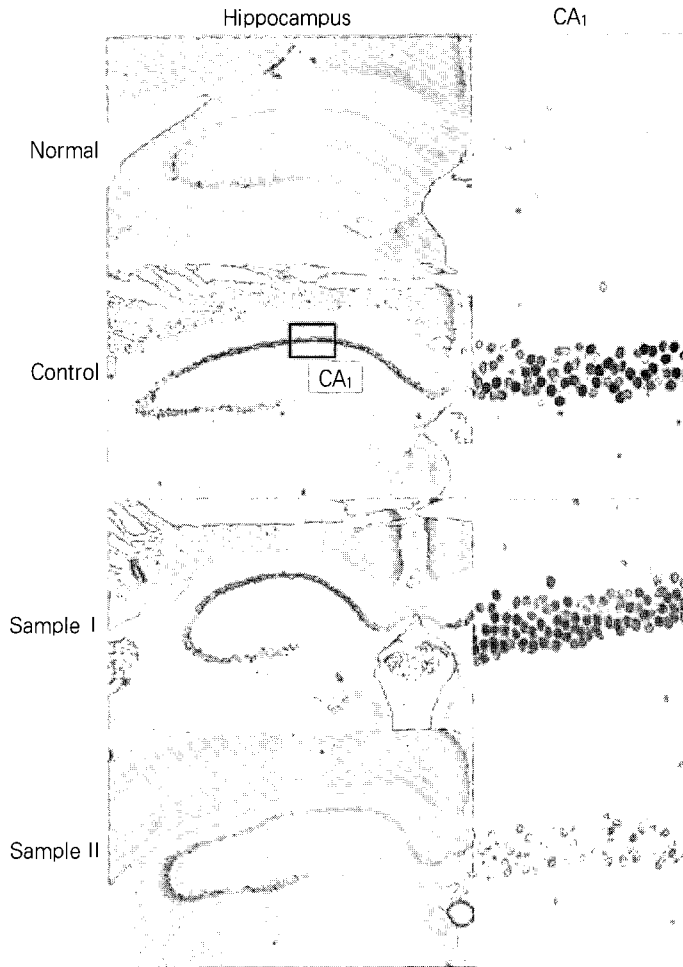 Hippocampus CA1
Normal
Control
CA1
Sample I
Sample II